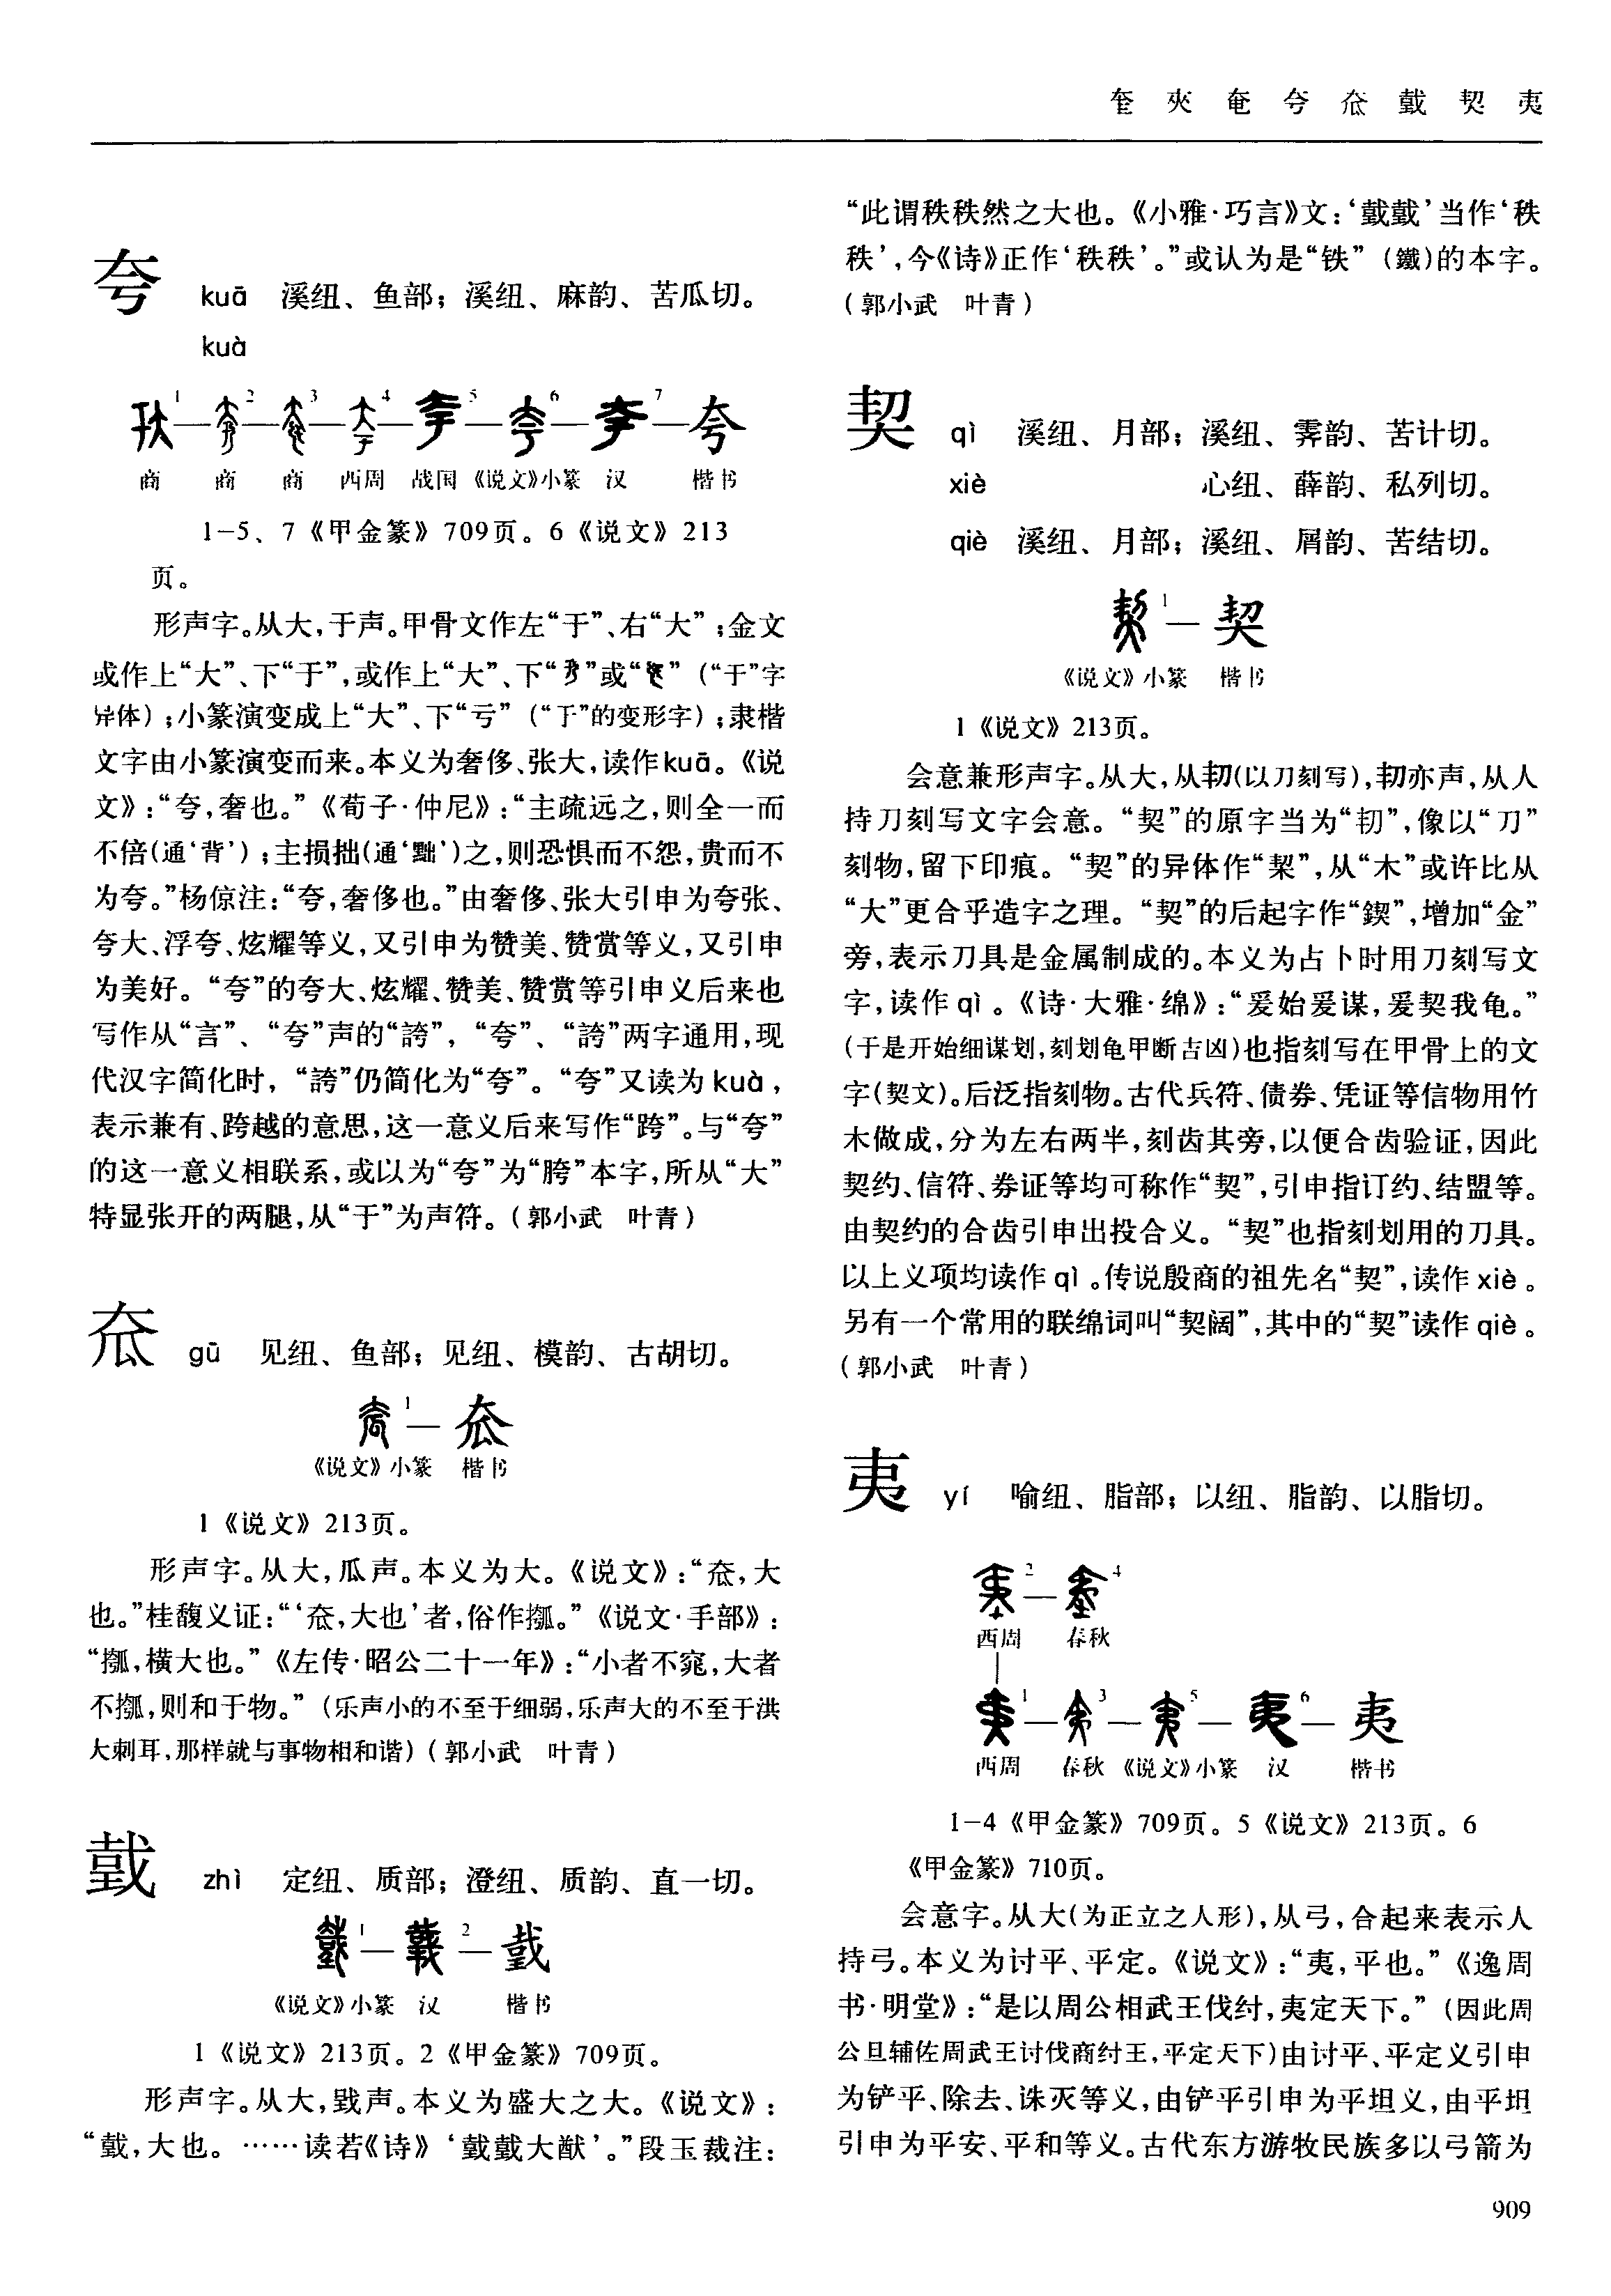 奎 夾 奄 夸 㚌 戴 契 夷
夸 kuā 溪纽、鱼部；溪纽、麻韵、苦瓜切。
kuà
1 — 2 — 3 — 4 — 5 — 6 — 7 — 夸
商 商 商 西周 战国 《说文》小篆 汉 楷书
1—5、7《甲金篆》709页。6《说文》213
页。
形声字。从大，于声。甲骨文作左“于”、右“大”；金文
或作上“大”、下“于”，或作上“大”、下“”或“”（“于”字
异体）；小篆演变成上“大”、下“亏”（“于”的变形字）；隶楷
文字由小篆演变而来。本义为奢侈、张大，读作kuā。《说
文》：“夸，奢也。”《荀子·仲尼》：“主疏远之，则全一而
不倍(通‘背’)；主损拙(通‘黜’)之，则恐惧而不怨，贵而不
为夸。”杨倞注：“夸，奢侈也。”由奢侈、张大引申为夸张、
夸大、浮夸、炫耀等义，又引申为赞美、赞赏等义，又引申
为美好。“夸”的夸大、炫耀、赞美、赞赏等引申义后来也
写作从“言”、“夸”声的“誇”，“夸”、“誇”两字通用，现
代汉字简化时，“誇”仍简化为“夸”。“夸”又读为 kuà，
表示兼有、跨越的意思，这一意义后来写作“跨”。与“夸”
的这一意义相联系，或以为“夸”为“胯”本字，所从“大”
特显张开的两腿，从“于”为声符。（郭小武 叶青）
㚌 gū 见纽、鱼部；见纽、模韵、古胡切。
1 — 㚌
《说文》小篆 楷书
1《说文》213页。
形声字。从大，瓜声。本义为大。《说文》：“㚌，大
也。”桂馥义证：“‘㚌，大也’者，俗作摦。”《说文·手部》：
“摦，横大也。”《左传·昭公二十一年》：“小者不窕，大者
不摦，则和于物。”（乐声小的不至于细弱，乐声大的不至于洪
大刺耳，那样就与事物相和谐）（郭小武 叶青）
𢧜 zhì 定纽、质部；澄纽、质韵、直一切。
1 — 2 — 𢧜
《说文》小篆 汉 楷书
1《说文》213页。2《甲金篆》709页。
形声字。从大，𢧜声。本义为盛大之大。《说文》：
“𢧜，大也。……读若《诗》‘𢧜𢧜大猷’。”段玉裁注：
“此谓秩秩然之大也。《小雅·巧言》文：‘𢧜𢧜’当作‘秩
秩’，今《诗》正作‘秩秩’。”或认为是“铁”（鐵)的本字。
（郭小武 叶青）
契 qì 溪纽、月部；溪纽、霁韵、苦计切。
xiè 心纽、薛韵、私列切。
qiè 溪纽、月部；溪纽、屑韵、苦结切。
1 — 契
《说文》小篆 楷书
1《说文》213页。
会意兼形声字。从大，从㓞(以刀刻写)，㓞亦声，从人
持刀刻写文字会意。“契”的原字当为“㓞”，像以“刀”
刻物，留下印痕。“契”的异体作“栔”，从“木”或许比从
“大”更合乎造字之理。“契”的后起字作“鍥”，增加“金”
旁，表示刀具是金属制成的。本义为占卜时用刀刻写文
字，读作 qì 。《诗·大雅·绵》：“爰始爰谋，爰契我龟。”
(于是开始细谋划，刻划龟甲断吉凶)也指刻写在甲骨上的文
字(契文)。后泛指刻物。古代兵符、债券、凭证等信物用竹
木做成，分为左右两半，刻齿其旁，以便合齿验证，因此
契约、信符、券证等均可称作“契”，引申指订约、结盟等。
由契约的合齿引申出投合义。“契”也指刻划用的刀具。
以上义项均读作 qì 。传说殷商的祖先名“契”，读作 xiè 。
另有一个常用的联绵词叫“契阔”，其中的“契”读作 qiè 。
（郭小武 叶青）
夷 yí 喻纽、脂部；以纽、脂韵、以脂切。
2 — 4
西周 春秋
1 — 3 — 5 — 6 — 夷
西周 春秋 《说文》小篆 汉 楷书
1—4《甲金篆》709页。5《说文》213页。6
《甲金篆》710页。
会意字。从大(为正立之人形)，从弓，合起来表示人
持弓。本义为讨平、平定。《说文》：“夷，平也。”《逸周
书·明堂》：“是以周公相武王伐纣，夷定天下。”（因此周
公旦辅佐周武王讨伐商纣王，平定天下)由讨平、平定义引申
为铲平、除去、诛灭等义，由铲平引申为平坦义，由平坦
引申为平安、平和等义。古代东方游牧民族多以弓箭为
909